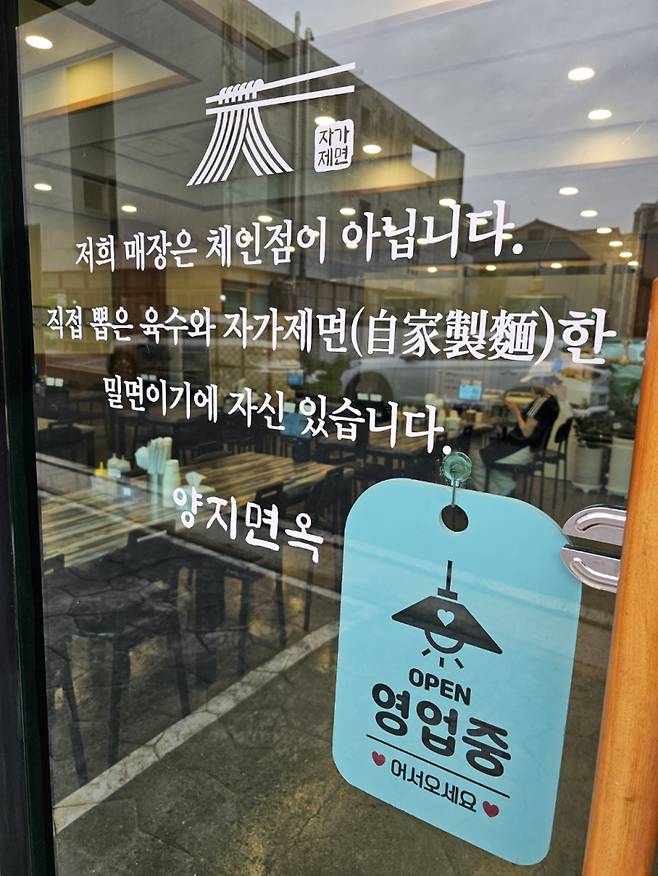 자가
제면
저희 매장은 체인점이 아닙니다.
직접 뽑은 육수와 자가제면(自家製麵)한
밀면이기에 자신 있습니다.
양지면옥
OPEN
영업중
어서오세요